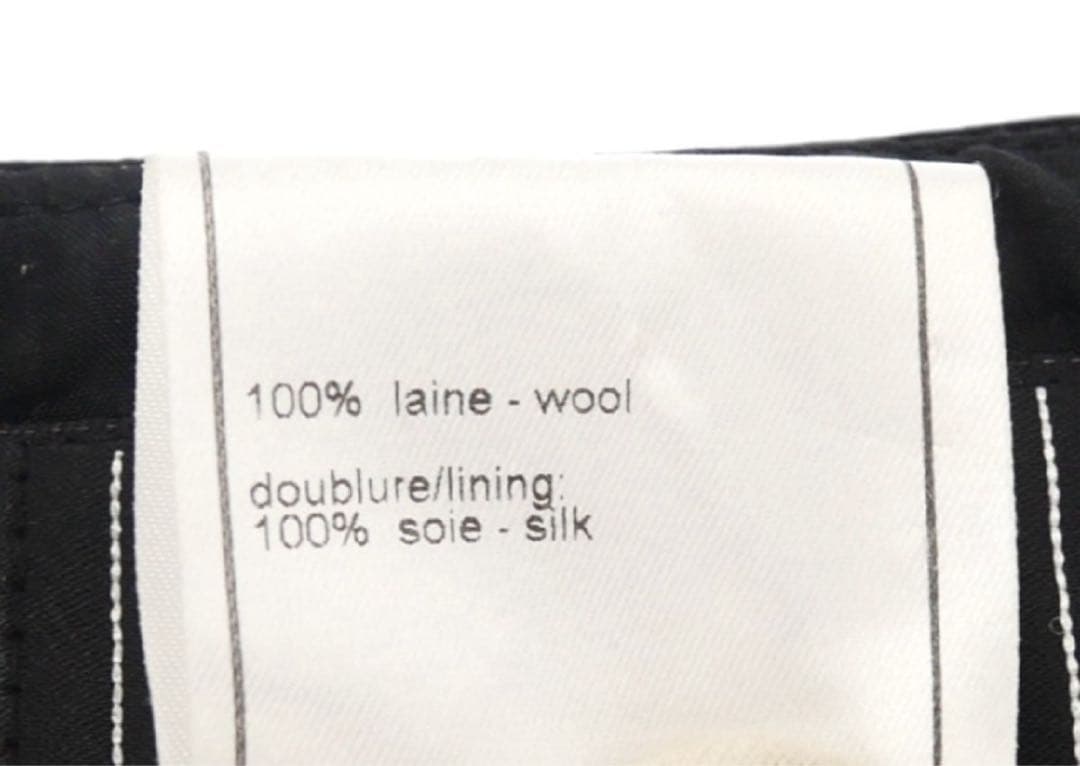 100% laine - wool
doublure/lining:
100% soie - silk